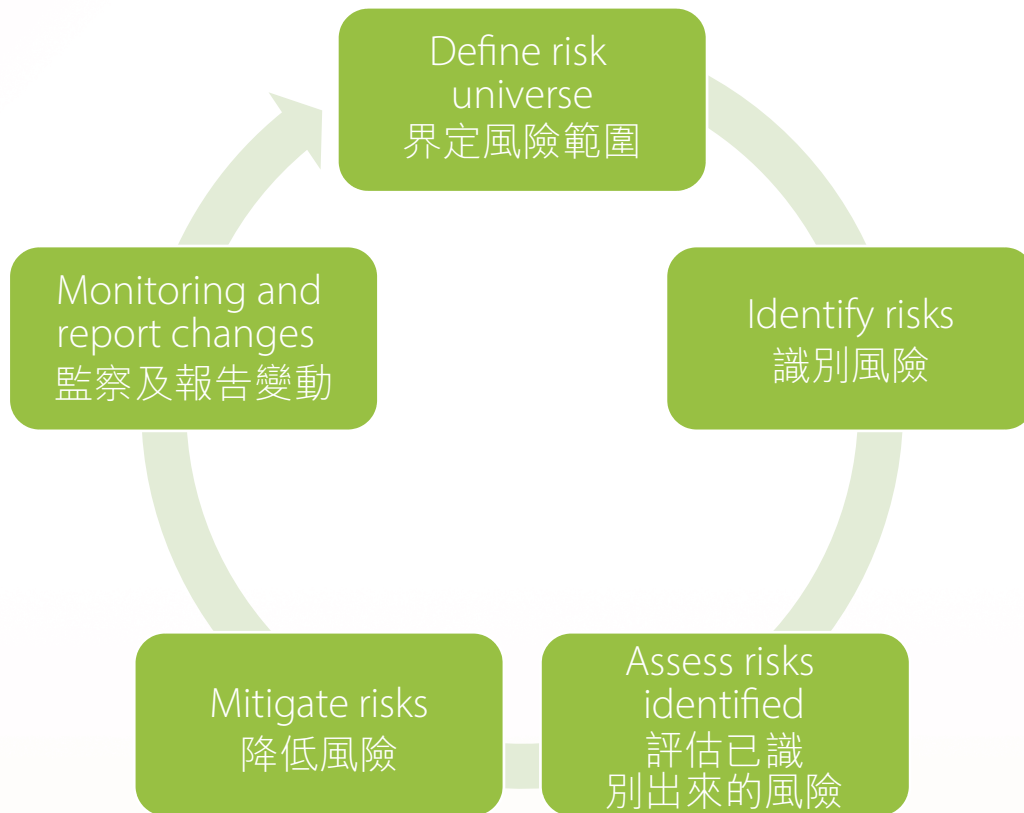 Define risk
universe
界定風險範圍
Identify risks
識別風險
Assess risks
identified
評估已識
別出來的風險
Mitigate risks
降低風險
Monitoring and
report changes
監察及報告變動